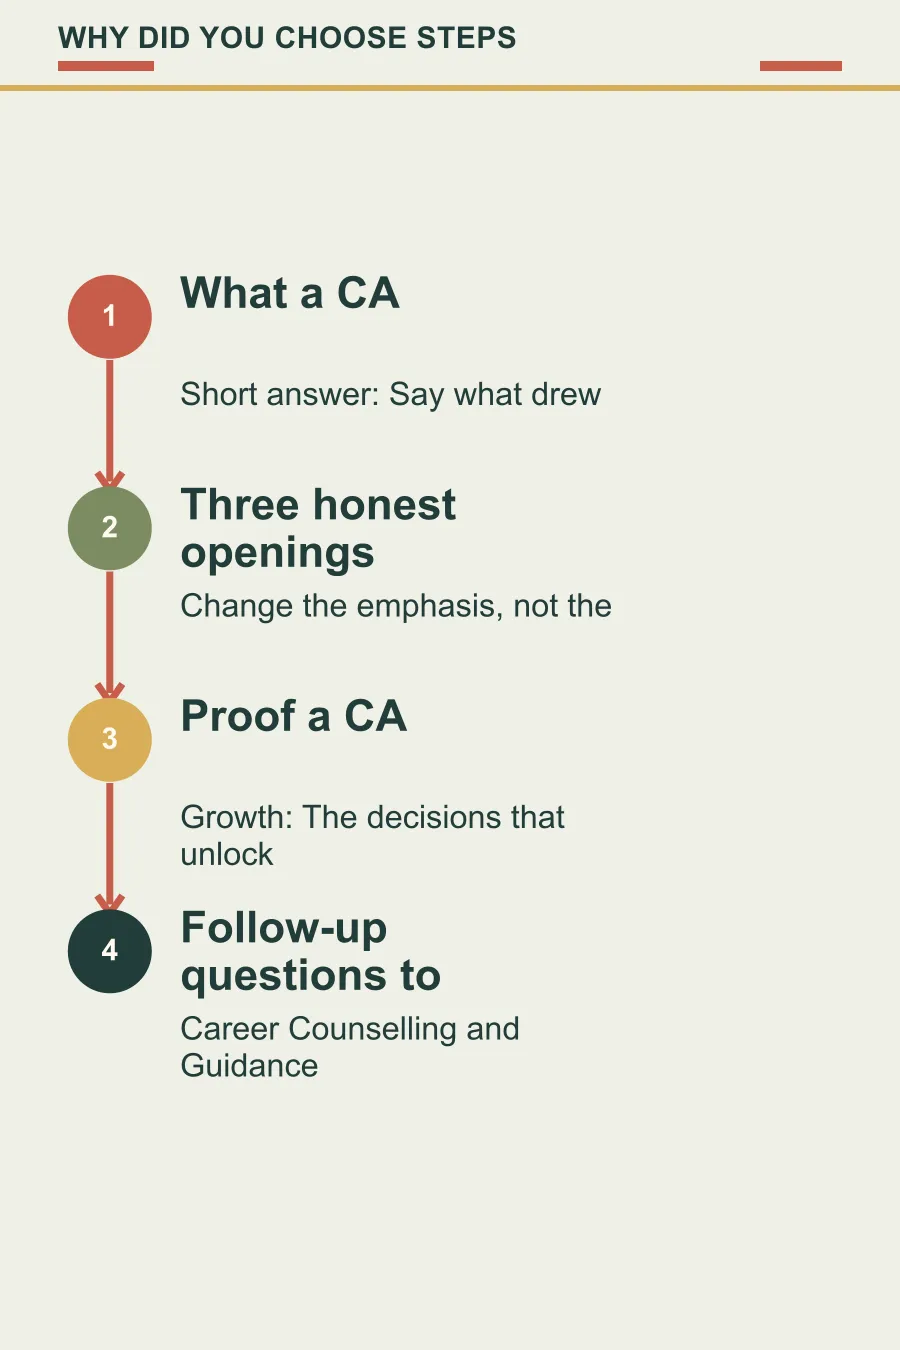 WHY DID YOU CHOOSE STEPS
1
What a CA
Short answer: Say what drew
2
Three honest
openings
Change the emphasis, not the
3
Proof a CA
Growth: The decisions that
unlock
4
Follow-up
questions to
Career Counselling and
Guidance